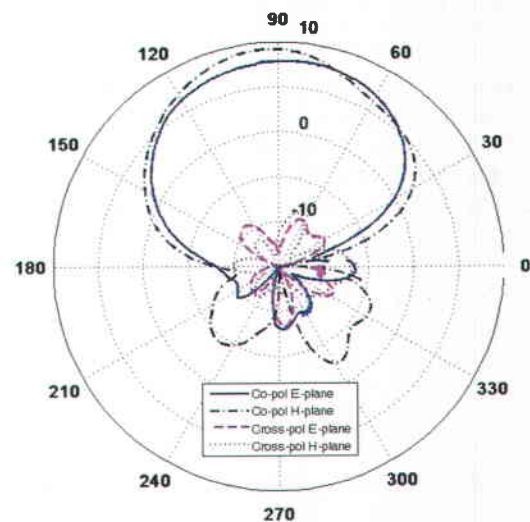 90 10
120 60
0
150 30
-10
180 0
210 330
Co-pol E-plane
Co-pol H-plane
Cross-pol E-plane
Cross-pol H-plane
240 300
270